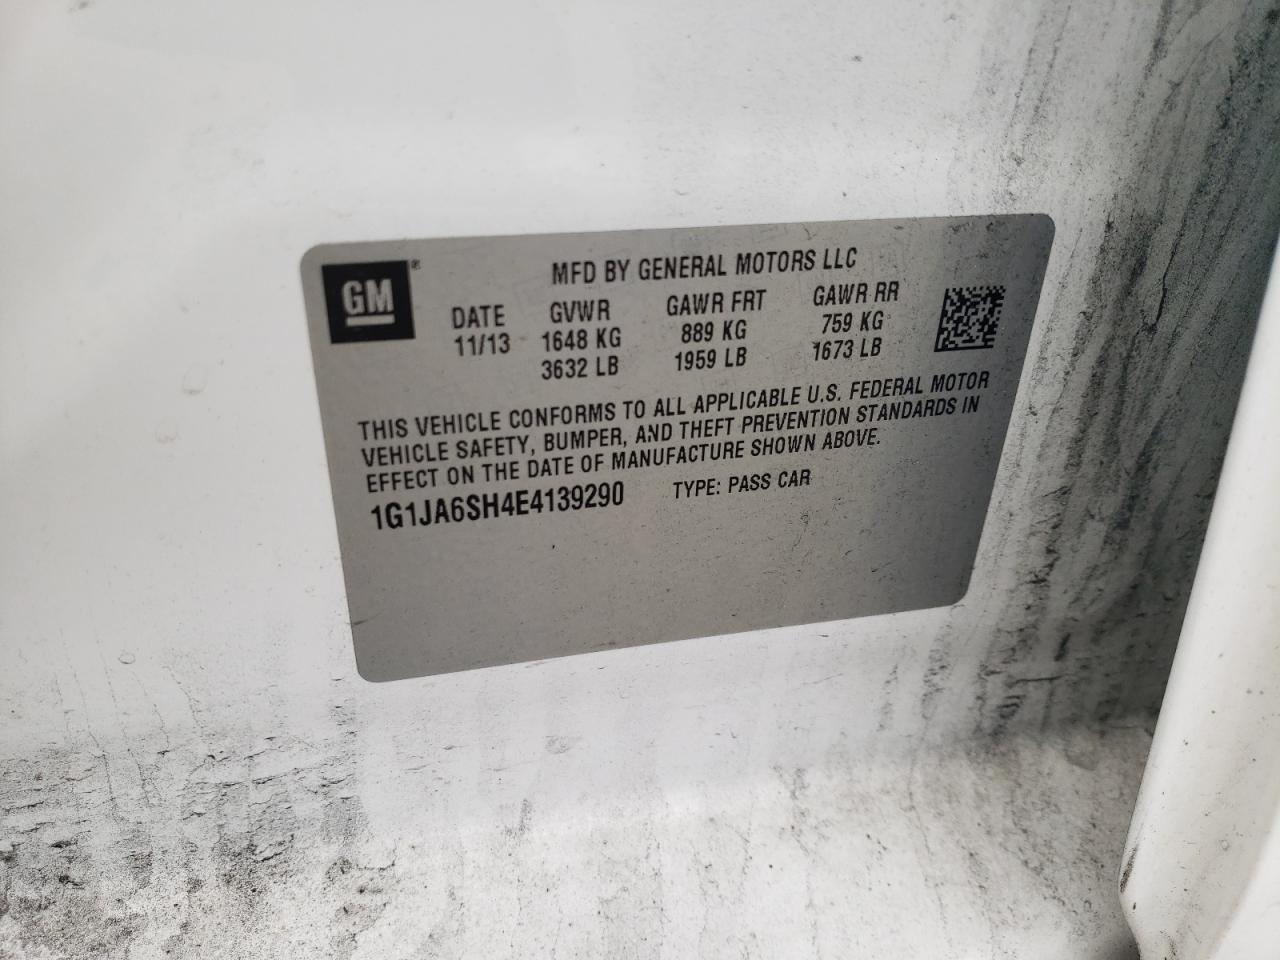 GM®
MFD BY GENERAL MOTORS LLC
DATE GVWR GAWR FRT GAWR RR
11/13 1648 KG 889 KG 759 KG
3632 LB 1959 LB 1673 LB
THIS VEHICLE CONFORMS TO ALL APPLICABLE U.S. FEDERAL MOTOR
VEHICLE SAFETY, BUMPER, AND THEFT PREVENTION STANDARDS IN
EFFECT ON THE DATE OF MANUFACTURE SHOWN ABOVE.
1G1JA6SH4E4139290 TYPE: PASS CAR